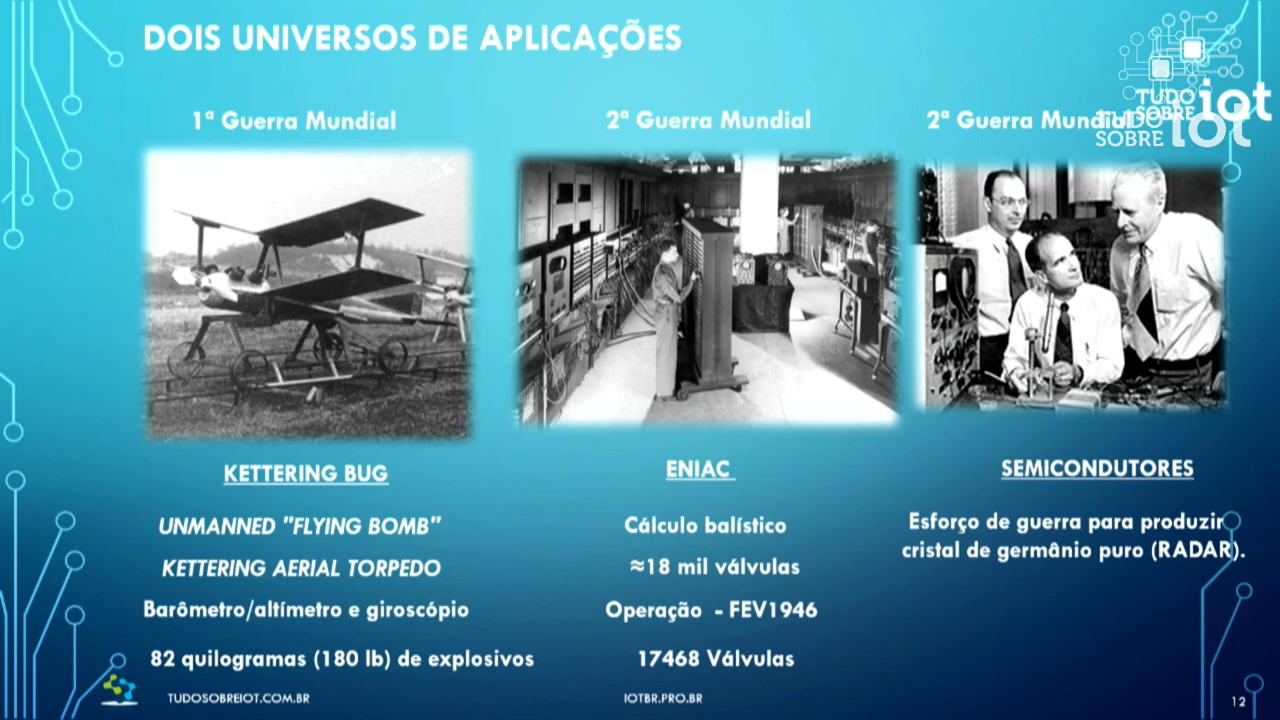 DOIS UNIVERSOS DE APLICAÇÕES
TUDO
SOBRE iot
TUDO
SOBRE iot
1ª Guerra Mundial
2ª Guerra Mundial
2ª Guerra Mundial
KETTERING BUG
UNMANNED "FLYING BOMB"
KETTERING AERIAL TORPEDO
Barômetro/altímetro e giroscópio
82 quilogramas (180 lb) de explosivos
ENIAC
Cálculo balístico
≈18 mil válvulas
Operação - FEV1946
17468 Válvulas
SEMICONDUTORES
Esforço de guerra para produzir
cristal de germânio puro (RADAR).
TUDOSOBREIOT.COM.BR
IOTBR.PRO.BR
12